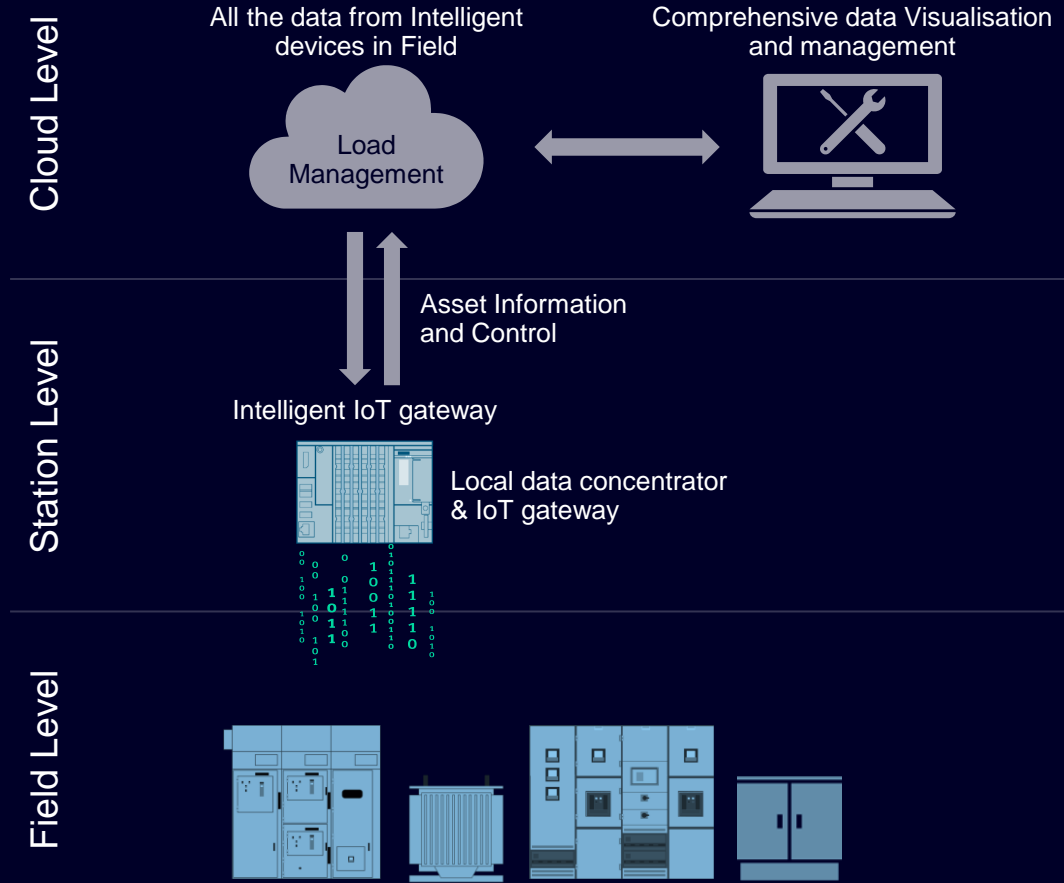 Cloud Level
All the data from Intelligent
devices in Field
Comprehensive data Visualisation
and management
Load
Management
Station Level
Asset Information
and Control
Intelligent IoT gateway
Local data concentrator
& IoT gateway
Field Level